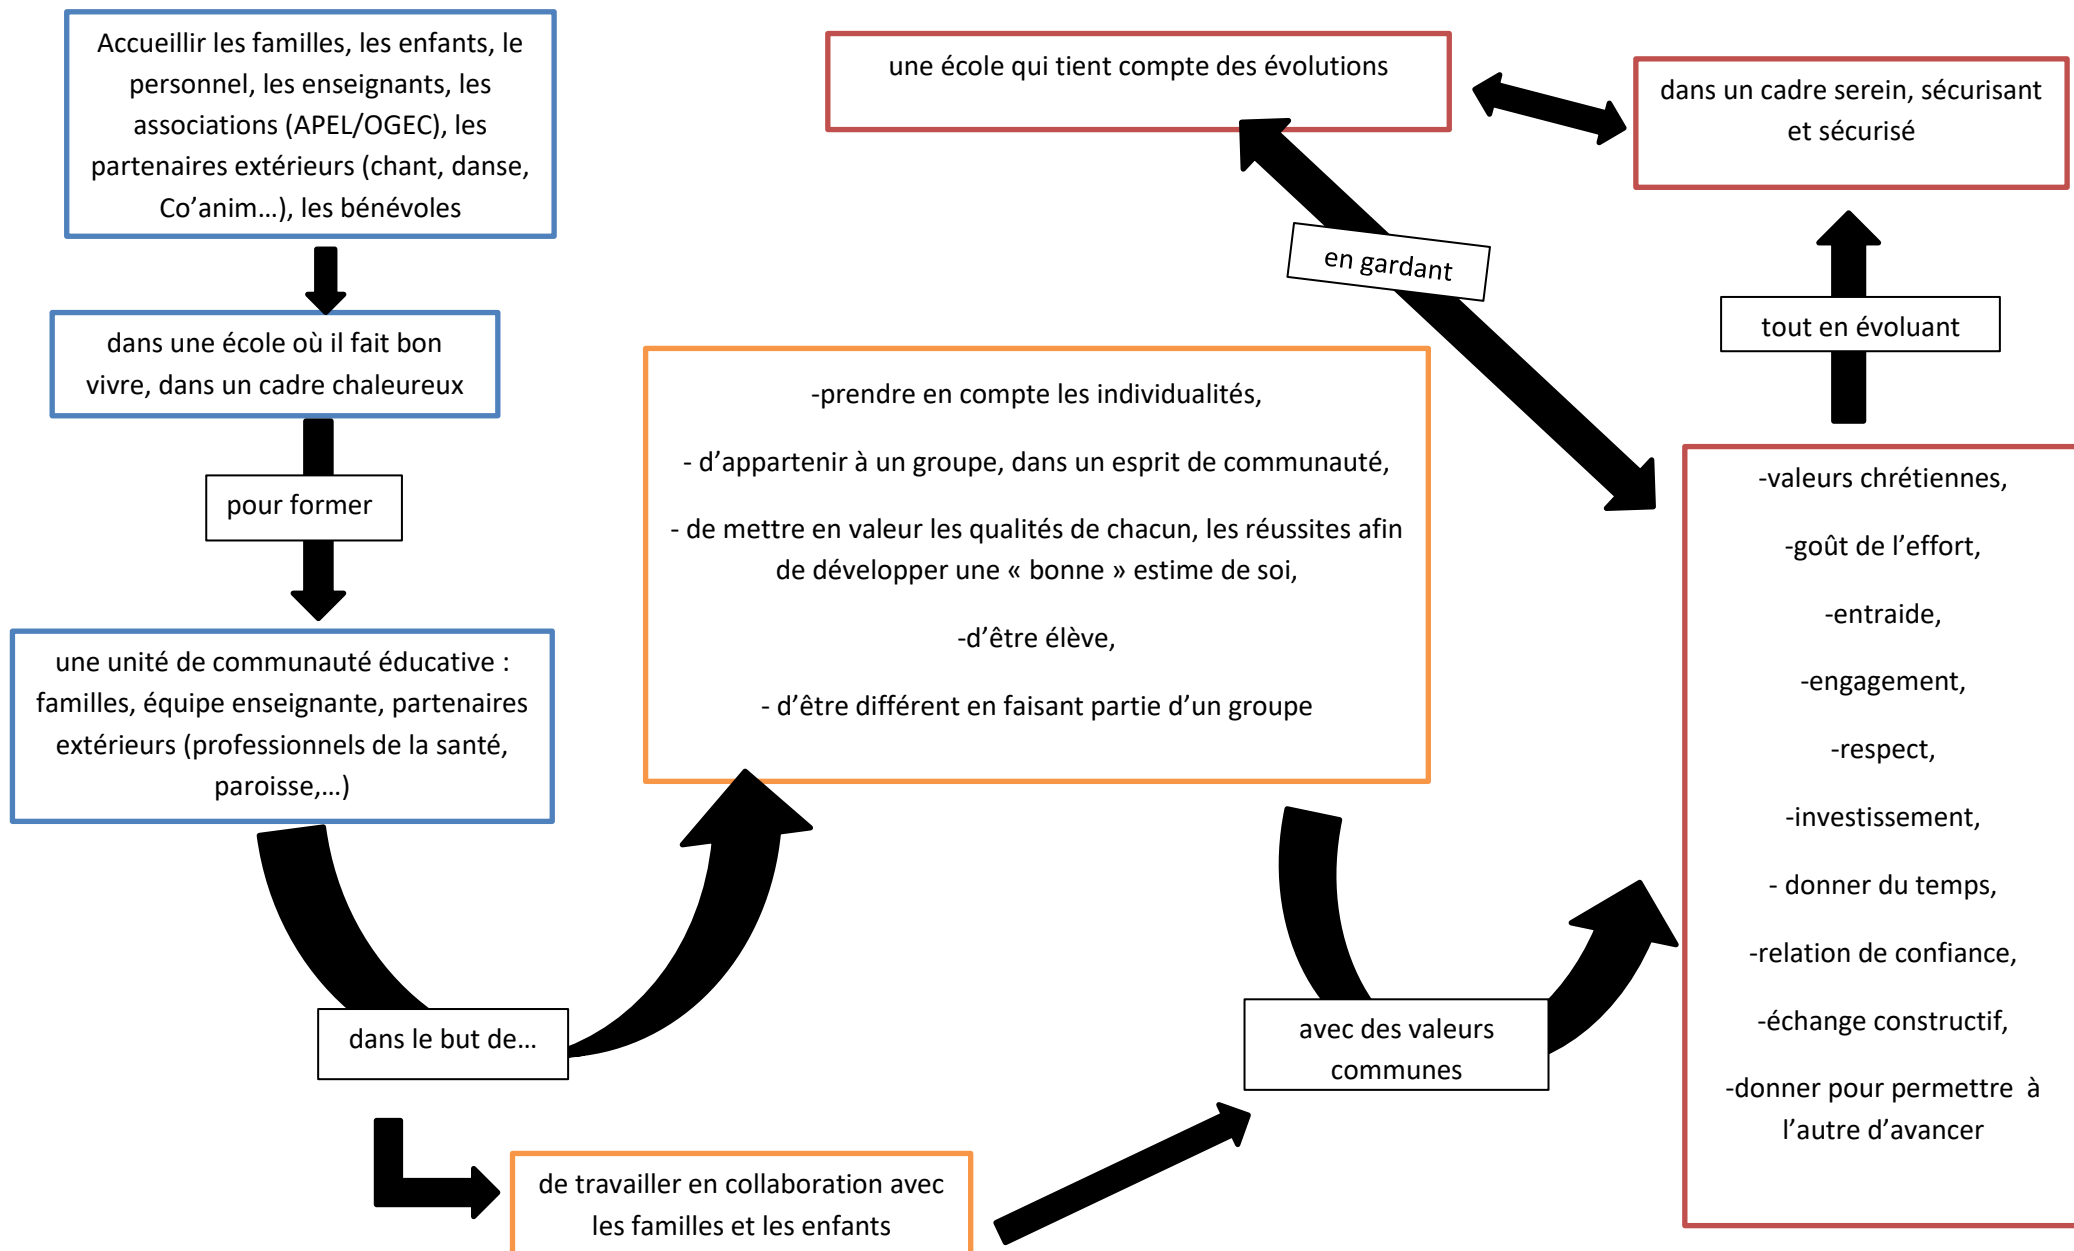 Accueillir les familles, les enfants, le
personnel, les enseignants, les
associations (APEL/OGEC), les
partenaires extérieurs (chant, danse,
Co’anim…), les bénévoles
dans une école où il fait bon
vivre, dans un cadre chaleureux
pour former
une unité de communauté éducative :
familles, équipe enseignante, partenaires
extérieurs (professionnels de la santé,
paroisse,…)
dans le but de…
-prendre en compte les individualités,
- d’appartenir à un groupe, dans un esprit de communauté,
- de mettre en valeur les qualités de chacun, les réussites afin
de développer une « bonne » estime de soi,
-d’être élève,
- d’être différent en faisant partie d’un groupe
de travailler en collaboration avec
les familles et les enfants
avec des valeurs
communes
-valeurs chrétiennes,
-goût de l’effort,
-entraide,
-engagement,
-respect,
-investissement,
- donner du temps,
-relation de confiance,
-échange constructif,
-donner pour permettre  à
l’autre d’avancer
tout en évoluant
dans un cadre serein, sécurisant
et sécurisé
en gardant
une école qui tient compte des évolutions